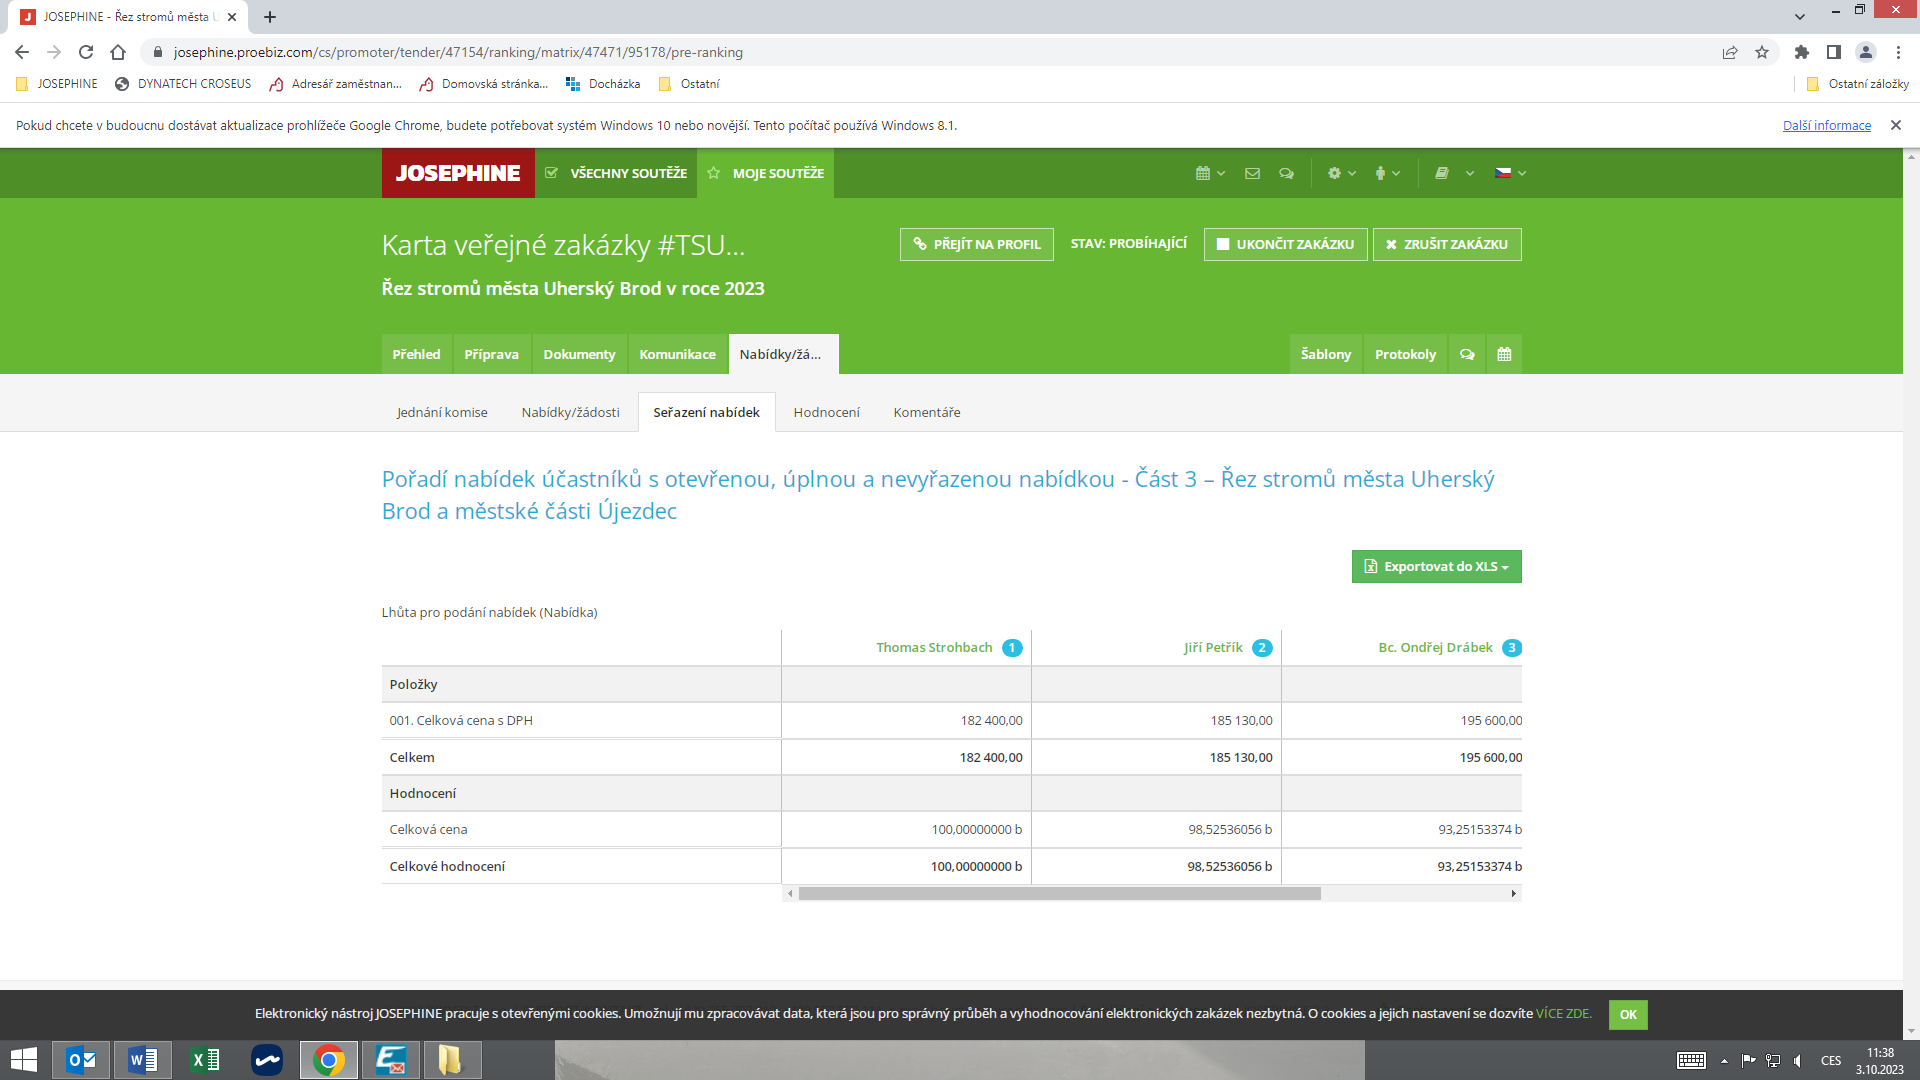 JOSEPHINE - Řez stromů města U
josephine.proebiz.com/cs/promoter/tender/47154/ranking/matrix/47471/95178/pre-ranking
JOSEPHINE DYNATECH CROSEUS Adresář zaměstnan... Domovská stránka... Docházka Ostatní Ostatní záložky
Pokud chcete v budoucnu dostávat aktualizace prohlížeče Google Chrome, budete potřebovat systém Windows 10 nebo novější. Tento počítač používá Windows 8.1. Další informace
JOSEPHINE VŠECHNY SOUTĚŽE MOJE SOUTĚŽE
Karta veřejné zakázky #TSU... PŘEJÍT NA PROFIL STAV: PROBÍHAJÍCÍ UKONČIT ZAKÁZKU ZRUŠIT ZAKÁZKU
Řez stromů města Uherský Brod v roce 2023
Přehled Příprava Dokumenty Komunikace Nabídky/žá... Šablony Protokoly
Jednání komise Nabídky/žádosti Seřazení nabídek Hodnocení Komentáře
Pořadí nabídek účastníků s otevřenou, úplnou a nevyřazenou nabídkou - Část 3 – Řez stromů města Uherský
Brod a městské části Újezdec
Exportovat do XLS
Lhůta pro podání nabídek (Nabídka)
Thomas Strohbach 1 Jiří Petřík 2 Bc. Ondřej Drábek 3
Položky
001. Celková cena s DPH 182 400,00 185 130,00 195 600,00
Celkem 182 400,00 185 130,00 195 600,00
Hodnocení
Celková cena 100,00000000 b 98,52536056 b 93,25153374 b
Celkové hodnocení 100,00000000 b 98,52536056 b 93,25153374 b
Elektronický nástroj JOSEPHINE pracuje s otevřenými cookies. Umožňují mu zpracovávat data, která jsou pro správný průběh a vyhodnocování elektronických zakázek nezbytná. O cookies a jejich nastavení se dozvíte VÍCE ZDE. OK
CES 11:38
3.10.2023